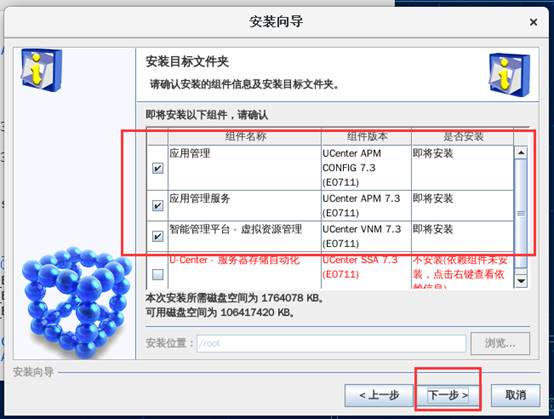 安装向导
安装目标文件夹
请确认安装的组件信息及安装目标文件夹。
即将安装以下组件，请确认
组件名称 组件版本 是否安装
应用管理 UCenter APM CONFIG 7.3 (E0711) 即将安装
应用管理服务 UCenter APM 7.3 (E0711) 即将安装
智能管理平台 - 虚拟资源管理 UCenter VNM 7.3 (E0711) 即将安装
U-Center - 服务器存储自动化 UCenter SSA 7.3 (E0711) 不安装(依赖组件未安装，点击右键查看依赖信息)
本次安装所需磁盘空间为 1764078 KB。
可用磁盘空间为 106417420 KB。
安装位置： /root 浏览...
安装向导
< 上一步 下一步 > 取消